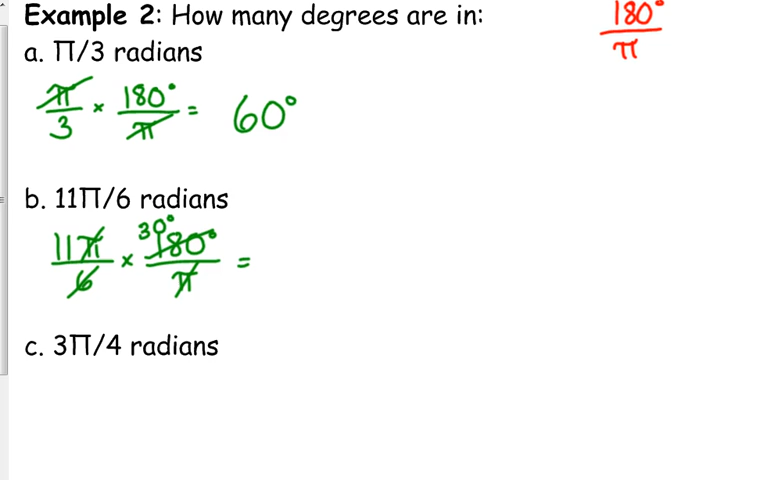 Example 2: How many degrees are in:
180°/π
a. π/3 radians
π/3 × 180°/π = 60°
b. 11π/6 radians
30°
11π/6 × 180°/π =
c. 3π/4 radians